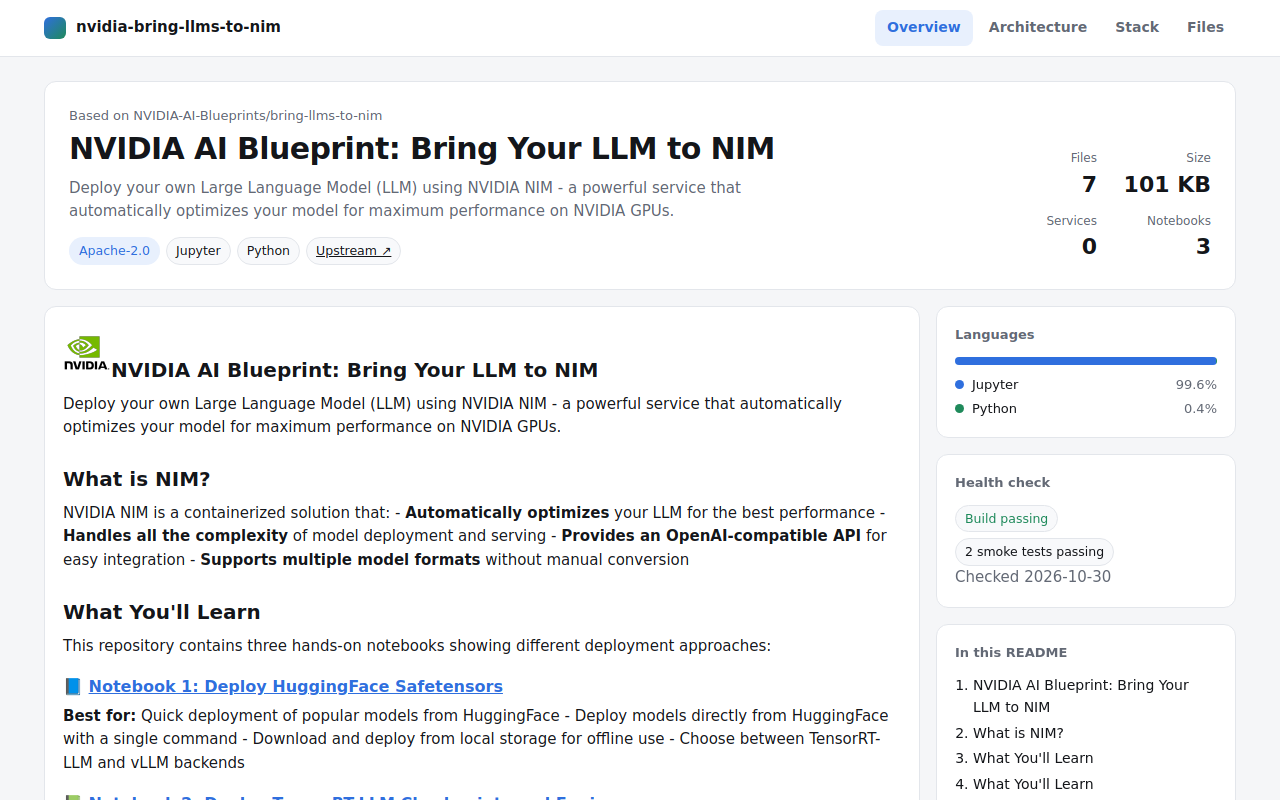 nvidia-bring-llms-to-nim
Overview
Architecture
Stack
Files
Based on NVIDIA-AI-Blueprints/bring-llms-to-nim
NVIDIA AI Blueprint: Bring Your LLM to NIM
Deploy your own Large Language Model (LLM) using NVIDIA NIM - a powerful service that
automatically optimizes your model for maximum performance on NVIDIA GPUs.
Apache-2.0
Jupyter
Python
Upstream ↗
Files
7
Size
101 KB
Services
0
Notebooks
3
NVIDIA.
NVIDIA AI Blueprint: Bring Your LLM to NIM
Deploy your own Large Language Model (LLM) using NVIDIA NIM - a powerful service that automatically
optimizes your model for maximum performance on NVIDIA GPUs.
What is NIM?
NVIDIA NIM is a containerized solution that: - Automatically optimizes your LLM for the best performance -
Handles all the complexity of model deployment and serving - Provides an OpenAI-compatible API for
easy integration - Supports multiple model formats without manual conversion
What You'll Learn
This repository contains three hands-on notebooks showing different deployment approaches:
📘 Notebook 1: Deploy HuggingFace Safetensors
Best for: Quick deployment of popular models from HuggingFace - Deploy models directly from HuggingFace
with a single command - Download and deploy from local storage for offline use - Choose between TensorRT-
LLM and vLLM backends
Languages
Jupyter 99.6%
Python 0.4%
Health check
Build passing
2 smoke tests passing
Checked 2026-10-30
In this README
1. NVIDIA AI Blueprint: Bring Your
LLM to NIM
2. What is NIM?
3. What You'll Learn
4. What You'll Learn